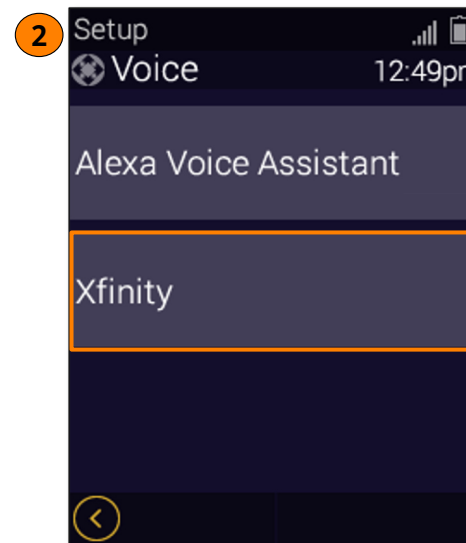 2
Setup
Voice
12:49pm
Alexa Voice Assistant
Xfinity